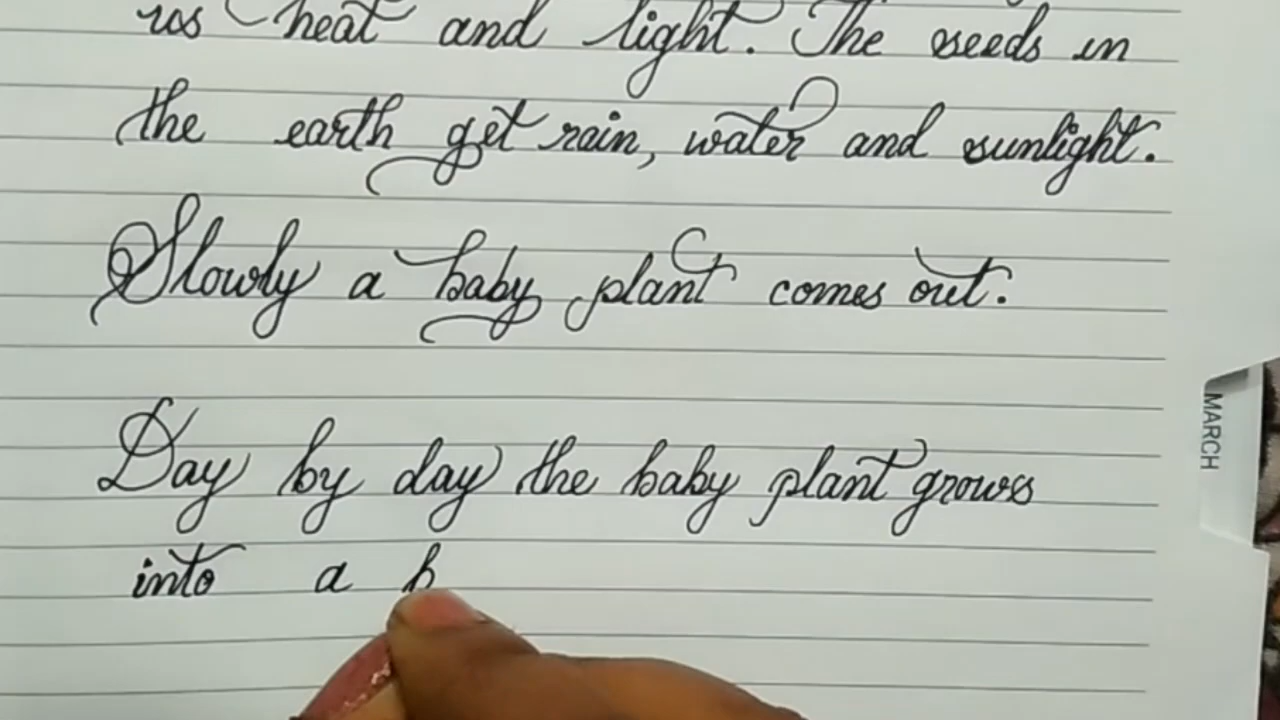 us heat and light. The seeds in
the earth get rain, water and sunlight.
Slowly a baby plant comes out.
Day by day the baby plant grows
into a b
MARCH